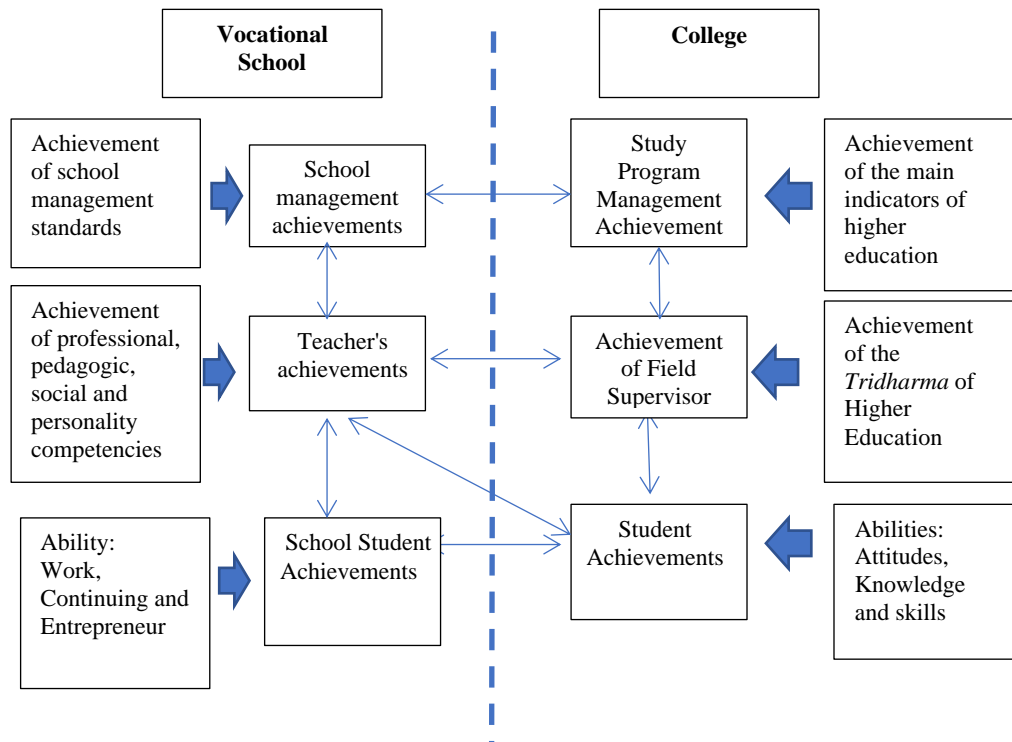 Vocational
School
College
Achievement
of school
management
standards
School
management
achievements
Study
Program
Management
Achievement
Achievement
of the main
indicators of
higher
education
Achievement
of professional,
pedagogic,
social and
personality
competencies
Teacher's
achievements
Achievement
of Field
Supervisor
Achievement
of the
Tridharma of
Higher
Education
Ability:
Work,
Continuing and
Entrepreneur
School Student
Achievements
Student
Achievements
Abilities:
Attitudes,
Knowledge
and skills